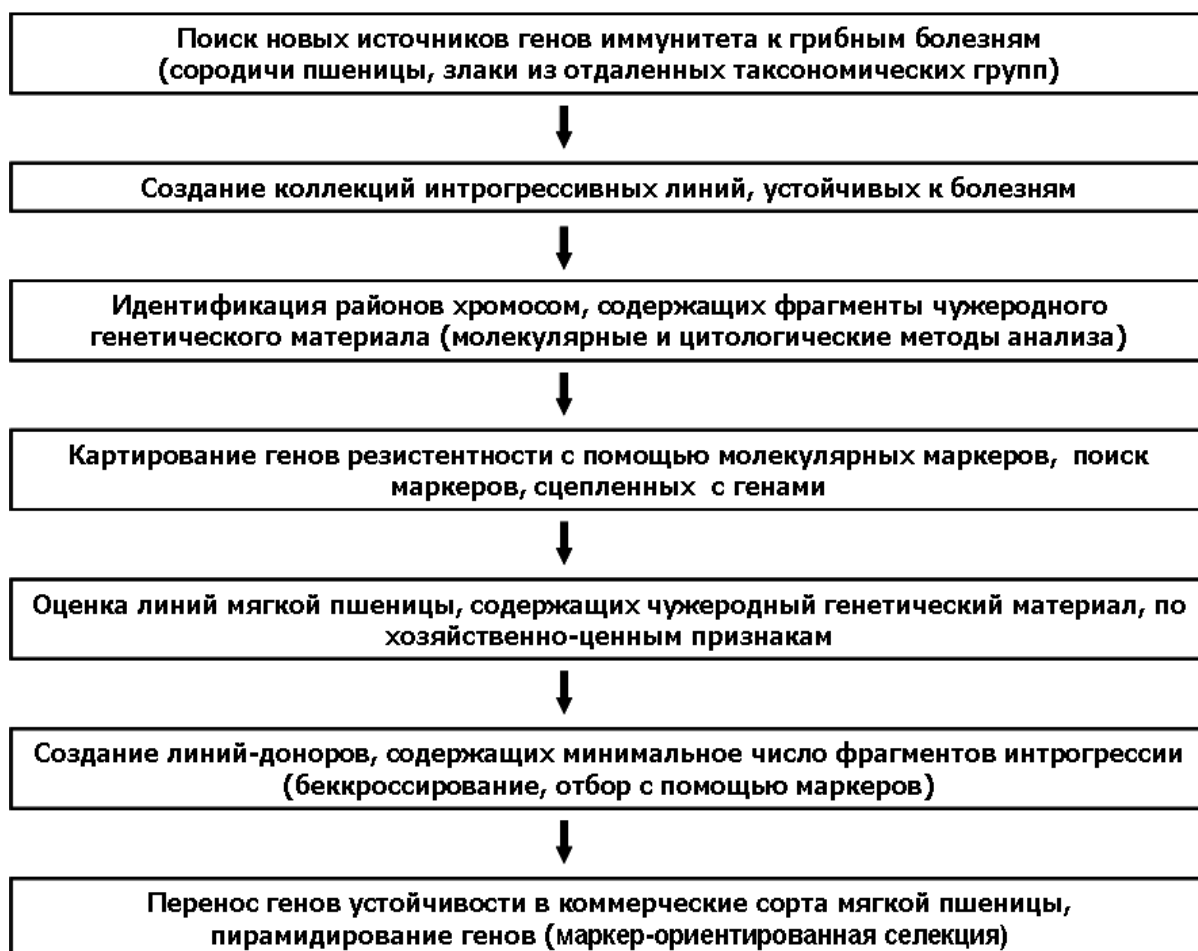 Поиск новых источников генов иммунитета к грибным болезням
(сородичи пшеницы, злаки из отдаленных таксономических групп)
Создание коллекций интрогрессивных линий, устойчивых к болезням
Идентификация районов хромосом, содержащих фрагменты чужеродного
генетического материала (молекулярные и цитологические методы анализа)
Картирование генов резистентности с помощью молекулярных маркеров, поиск
маркеров, сцепленных с генами
Оценка линий мягкой пшеницы, содержащих чужеродный генетический материал, по
хозяйственно-ценным признакам
Создание линий-доноров, содержащих минимальное число фрагментов интрогрессии
(беккроссирование, отбор с помощью маркеров)
Перенос генов устойчивости в коммерческие сорта мягкой пшеницы,
пирамидирование генов (маркер-ориентированная селекция)